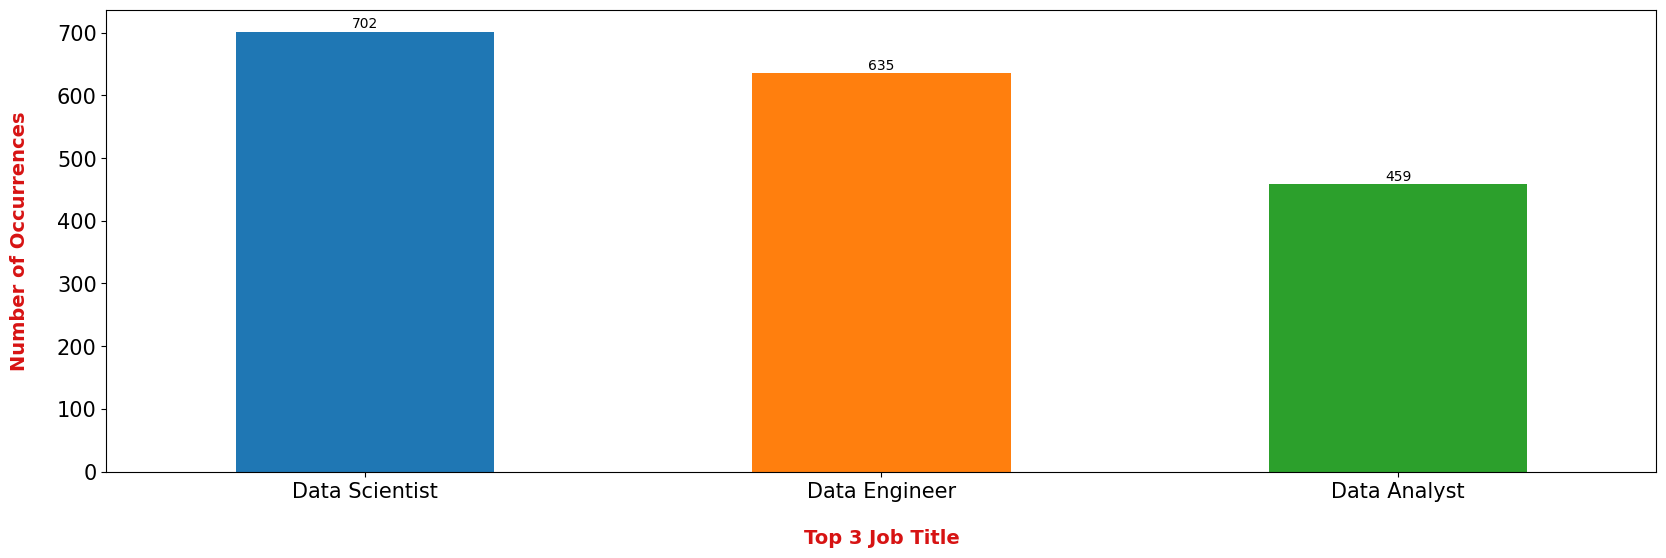 Number of Occurrences
700
600
500
400
300
200
100
0
702
635
459
Data Scientist
Data Engineer
Data Analyst
Top 3 Job Title